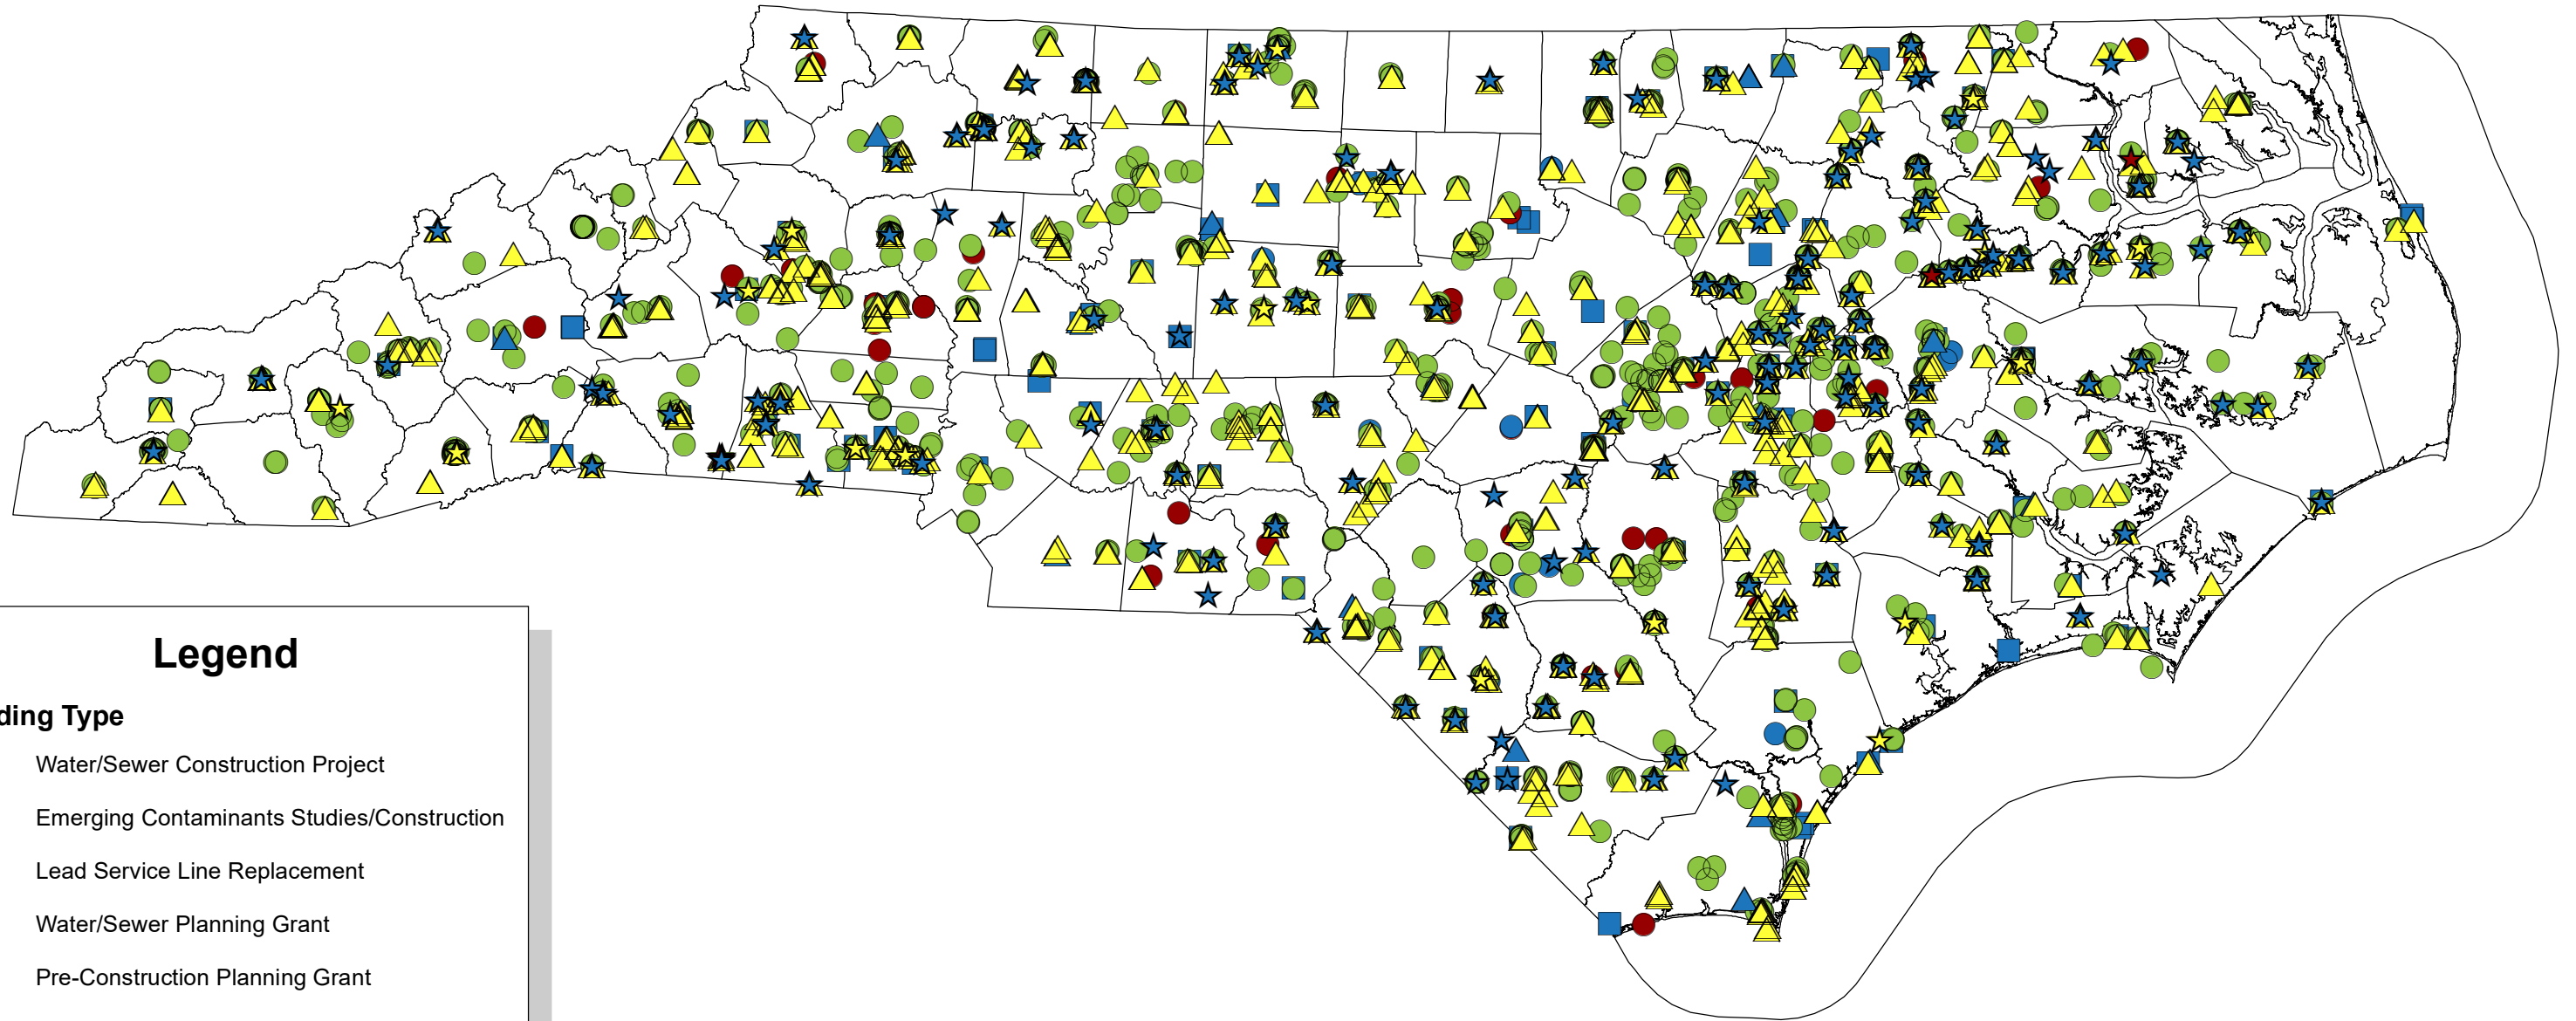 Legend
ding Type
Water/Sewer Construction Project
Emerging Contaminants Studies/Construction
Lead Service Line Replacement
Water/Sewer Planning Grant
Pre-Construction Planning Grant